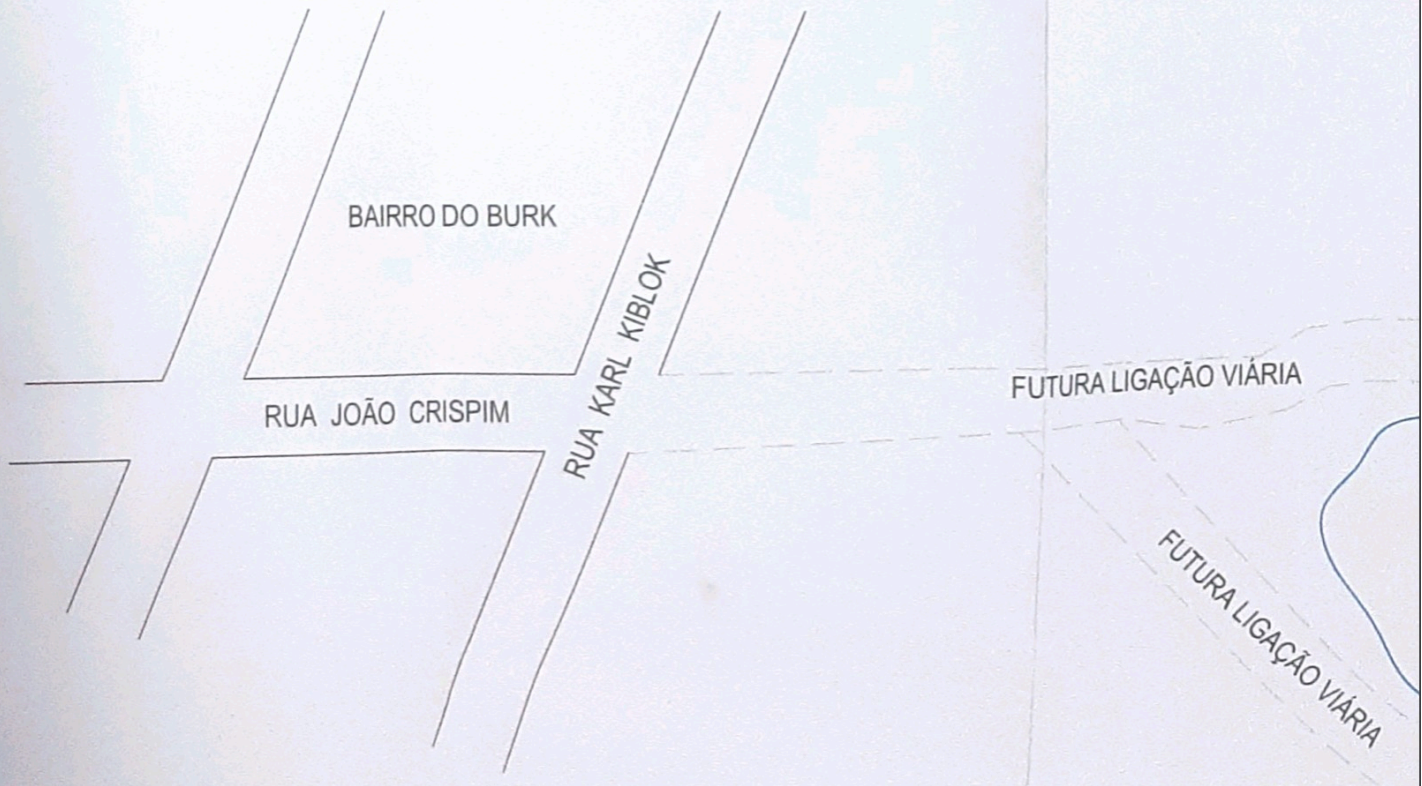 BAIRRO DO BURK
RUA KARL KIBLOK
FUTURA LIGAÇÃO VIÁRIA
RUA JOÃO CRISPIM
FUTURA LIGAÇÃO VIÁRIA